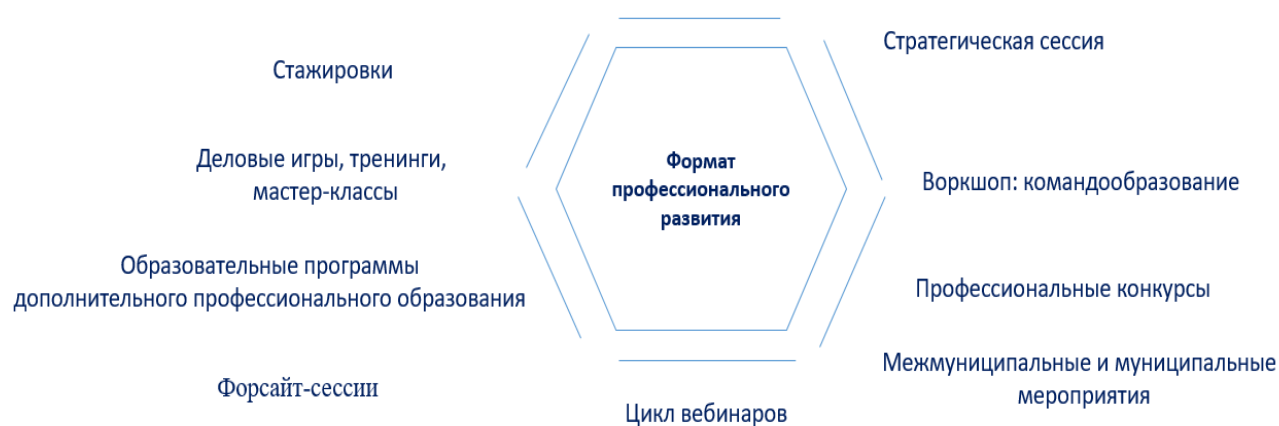 Стажировки
Деловые игры, тренинги,
мастер-классы
Образовательные программы
дополнительного профессионального образования
Форсайт-сессии
Формат
профессионального
развития
Цикл вебинаров
Стратегическая сессия
Воркшоп: командообразование
Профессиональные конкурсы
Межмуниципальные и муниципальные
мероприятия